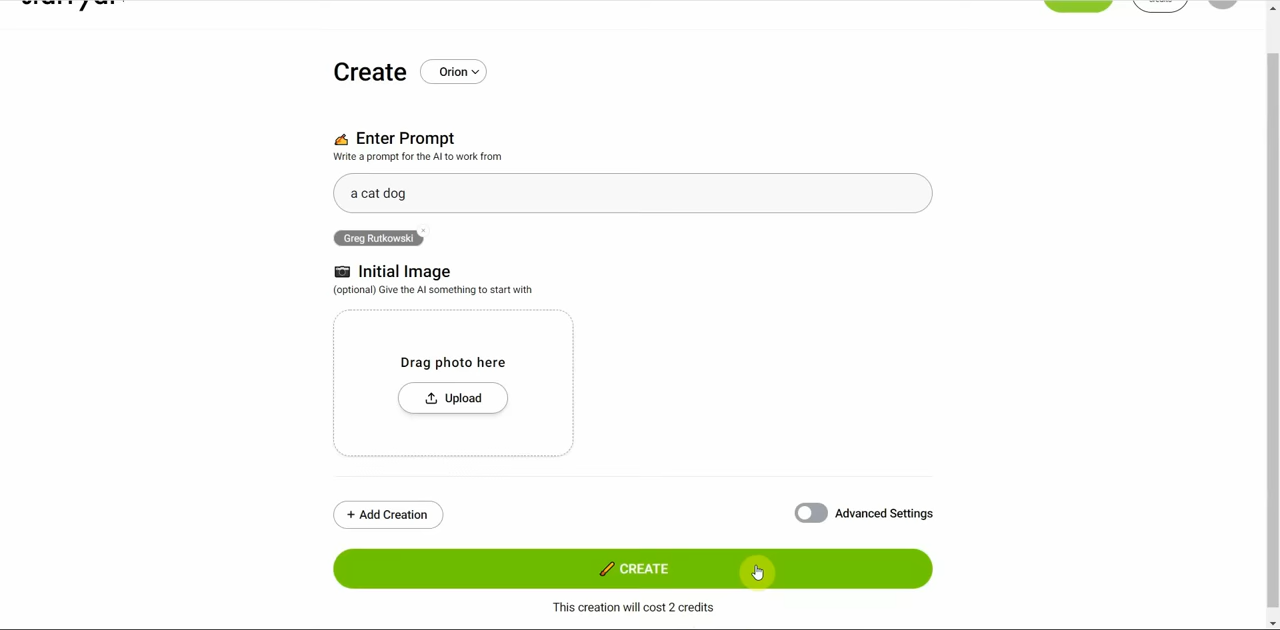 Create
Orion
Enter Prompt
Write a prompt for the AI to work from
a cat dog
Greg Rutkowski
Initial Image
(optional) Give the AI something to start with
Drag photo here
Upload
+ Add Creation
Advanced Settings
CREATE
This creation will cost 2 credits